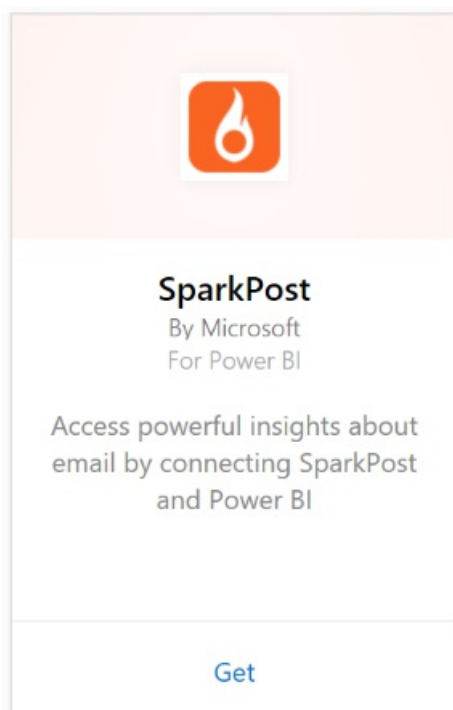 SparkPost
By Microsoft
For Power BI
Access powerful insights about
email by connecting SparkPost
and Power BI
Get